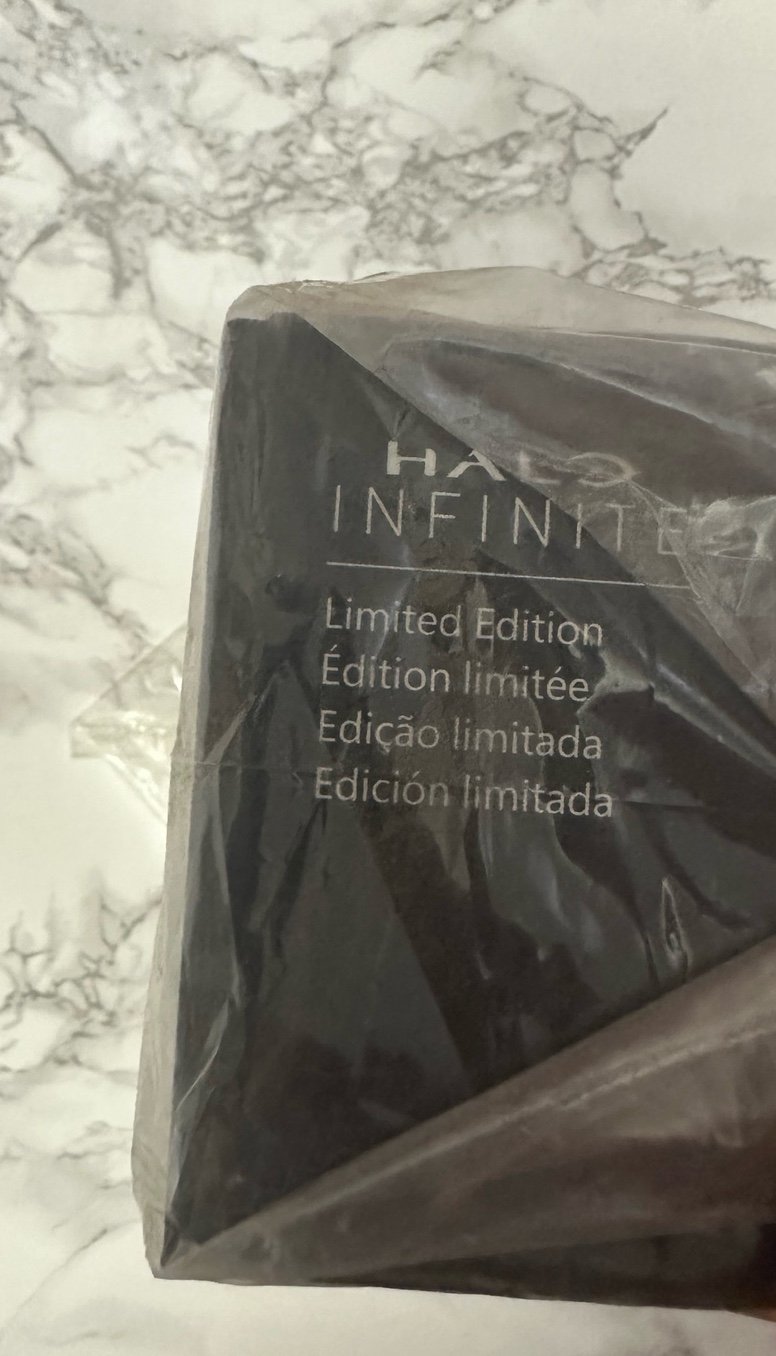 HALO
INFINITE
Limited Edition
Édition limitée
Edição limitada
Edición limitada